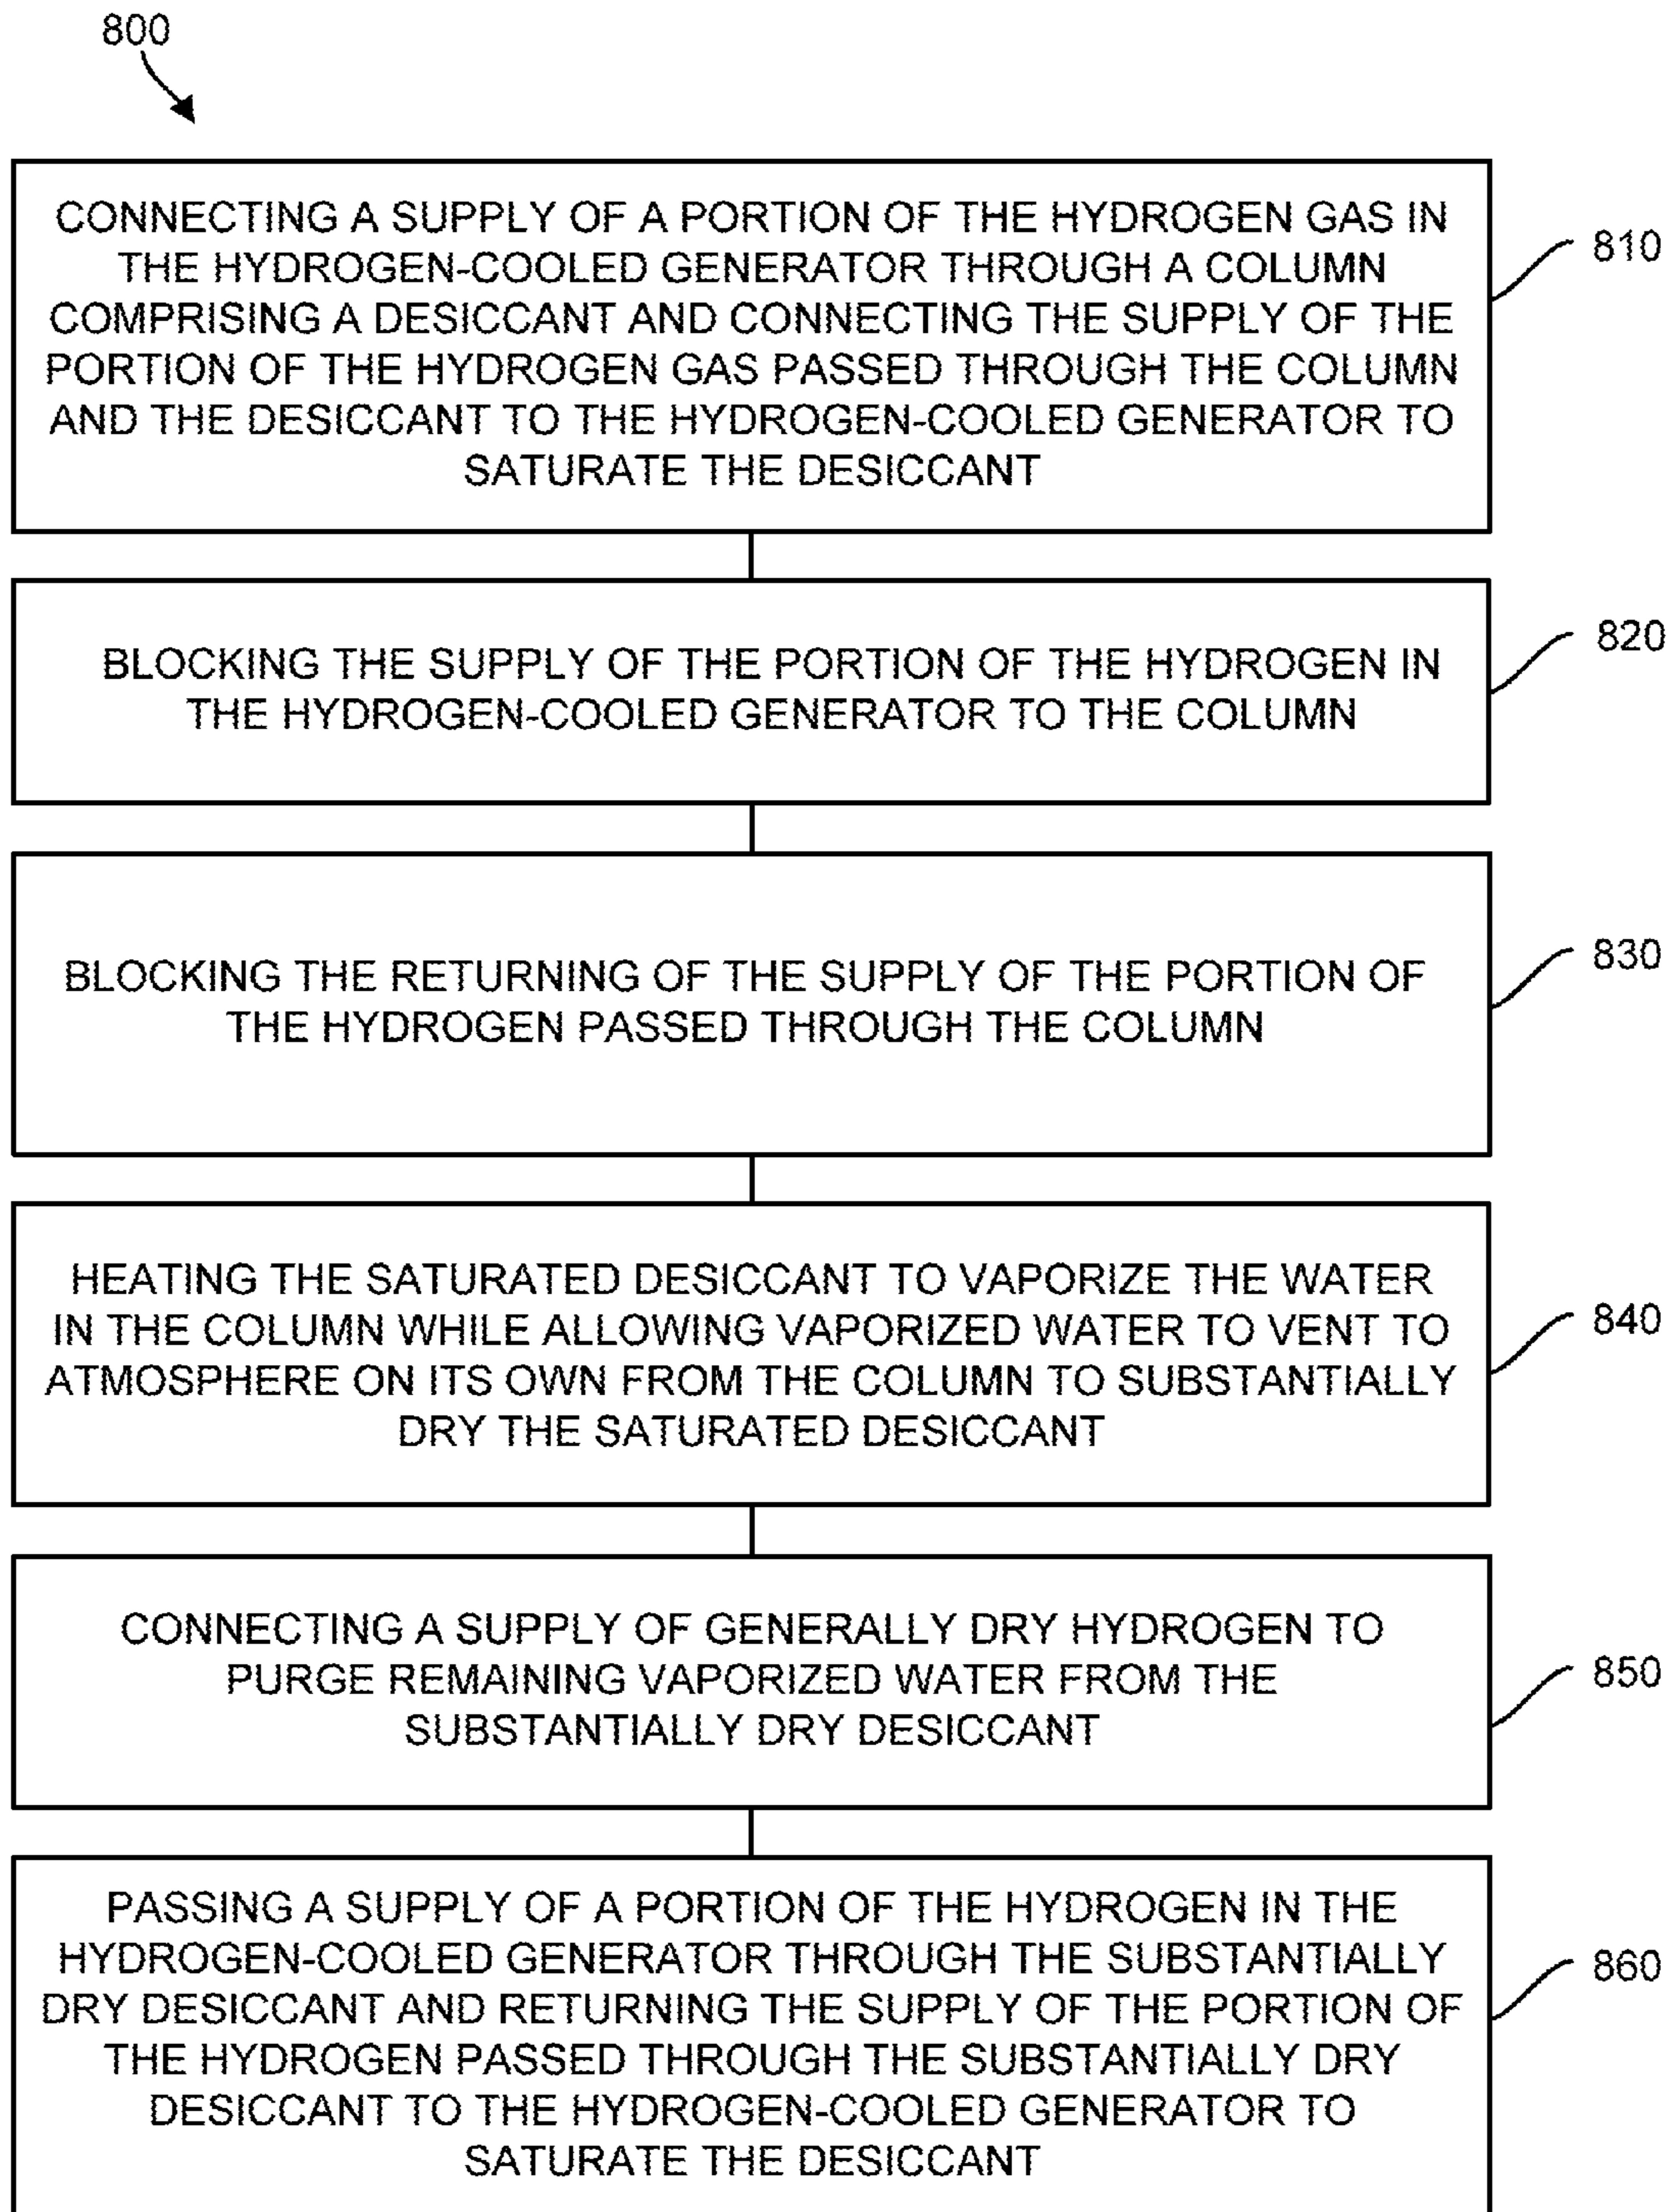 800
CONNECTING A SUPPLY OF A PORTION OF THE HYDROGEN GAS IN
THE HYDROGEN-COOLED GENERATOR THROUGH A COLUMN
COMPRISING A DESICCANT AND CONNECTING THE SUPPLY OF THE
PORTION OF THE HYDROGEN GAS PASSED THROUGH THE COLUMN
AND THE DESICCANT TO THE HYDROGEN-COOLED GENERATOR TO
SATURATE THE DESICCANT
810
BLOCKING THE SUPPLY OF THE PORTION OF THE HYDROGEN IN
THE HYDROGEN-COOLED GENERATOR TO THE COLUMN
820
BLOCKING THE RETURNING OF THE SUPPLY OF THE PORTION OF
THE HYDROGEN PASSED THROUGH THE COLUMN
830
HEATING THE SATURATED DESICCANT TO VAPORIZE THE WATER
IN THE COLUMN WHILE ALLOWING VAPORIZED WATER TO VENT TO
ATMOSPHERE ON ITS OWN FROM THE COLUMN TO SUBSTANTIALLY
DRY THE SATURATED DESICCANT
840
CONNECTING A SUPPLY OF GENERALLY DRY HYDROGEN TO
PURGE REMAINING VAPORIZED WATER FROM THE
SUBSTANTIALLY DRY DESICCANT
850
PASSING A SUPPLY OF A PORTION OF THE HYDROGEN IN THE
HYDROGEN-COOLED GENERATOR THROUGH THE SUBSTANTIALLY
DRY DESICCANT AND RETURNING THE SUPPLY OF THE PORTION OF
THE HYDROGEN PASSED THROUGH THE SUBSTANTIALLY DRY
DESICCANT TO THE HYDROGEN-COOLED GENERATOR TO
SATURATE THE DESICCANT
860